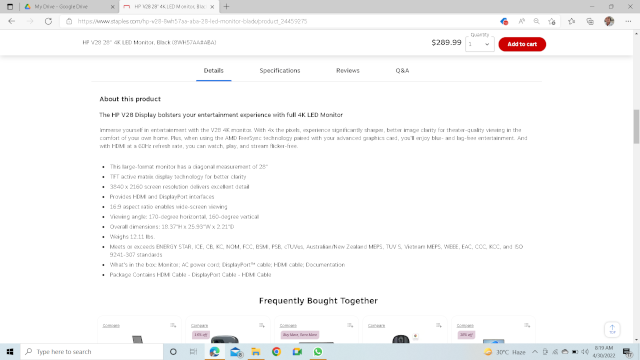 My Drive - Google Drive
HP V28 28" 4K LED Monitor, Blac
https://www.staples.com/hp-v28-8wh57aa-aba-28-led-monitor-black/product_24455875
HP V28 28" 4K LED Monitor, Black (8WH57AA#ABA)
$289.99
Quantity
1
Add to cart
Details
Specifications
Reviews
Q&A
About this product
The HP V28 Display bolsters your entertainment experience with full 4K LED Monitor
Immerse yourself in entertainment with the V28 4K monitor. With 4x the pixels, experience significantly sharper, better image clarity for theater-quality viewing in the
comfort of your own home. Plus, when using the AMD FreeSync technology paired with your advanced graphics card, you'll enjoy blur- and lag-free entertainment. And
with HDMI at a 60Hz refresh rate, you can watch, play, and stream flicker-free.
This large-format monitor has a diagonal measurement of 28"
TFT active matrix display technology for better clarity
3840 x 2160 screen resolution delivers excellent detail
Provides HDMI and DisplayPort interfaces
16:9 aspect ratio enables wide-screen viewing
Viewing angle: 170-degree horizontal, 160-degree vertical
Overall dimensions: 18.37"H x 25.93"W x 2.21"D
Weighs 12.11 lbs.
Meets or exceeds ENERGY STAR, ICE, CB, KC, NOM, FCC, BSMI, PSB, cTUVus, Australian/New Zealand MEPS, TUV S, Vietnam MEPS, WEEE, EAC, CCC, KCC, and ISO
9241-307 standards
What's in the box: Monitor; AC power cord; DisplayPort™ cable; HDMI cable; Documentation
Package Contains HDMI Cable - DisplayPort Cable - HDMI Cable
Frequently Bought Together
Compare
Compare
Compare
Compare
Compare
Type here to search
30°C Haze
8:19 AM
4/30/2022